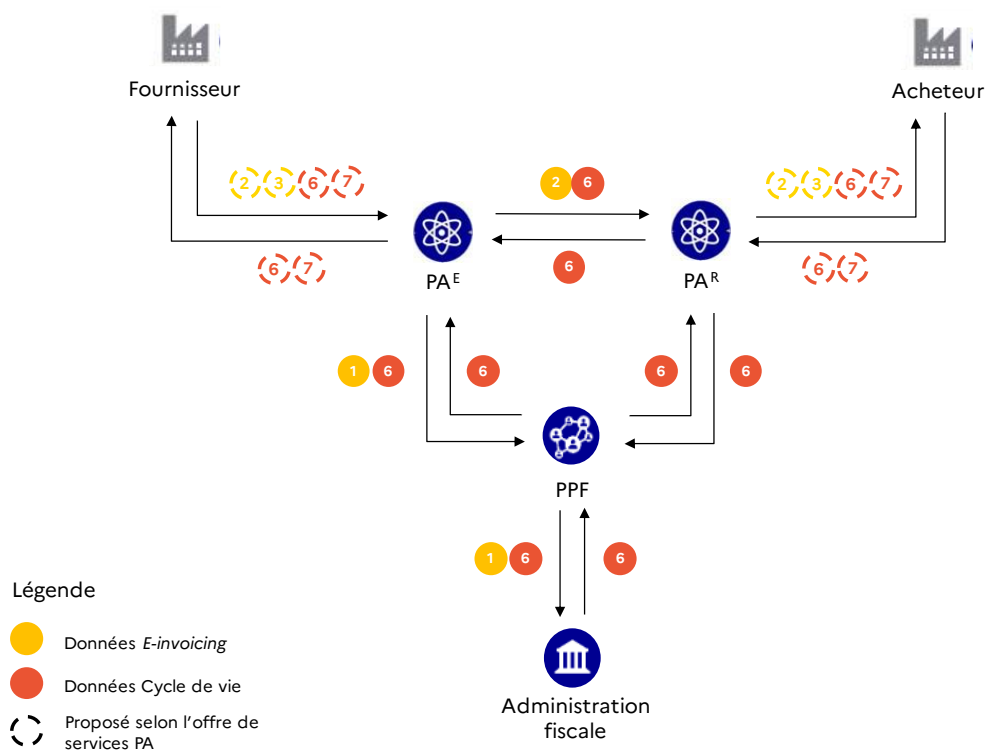 Fournisseur
Acheteur
2 3 6 7
2 6
2 3 6 7
6 7
6
6 7
PAᴱ
PAᴿ
1 6
6
6
6
PPF
1 6
6
Légende
Données E-invoicing
Données Cycle de vie
Proposé selon l’offre de
services PA
Administration
fiscale